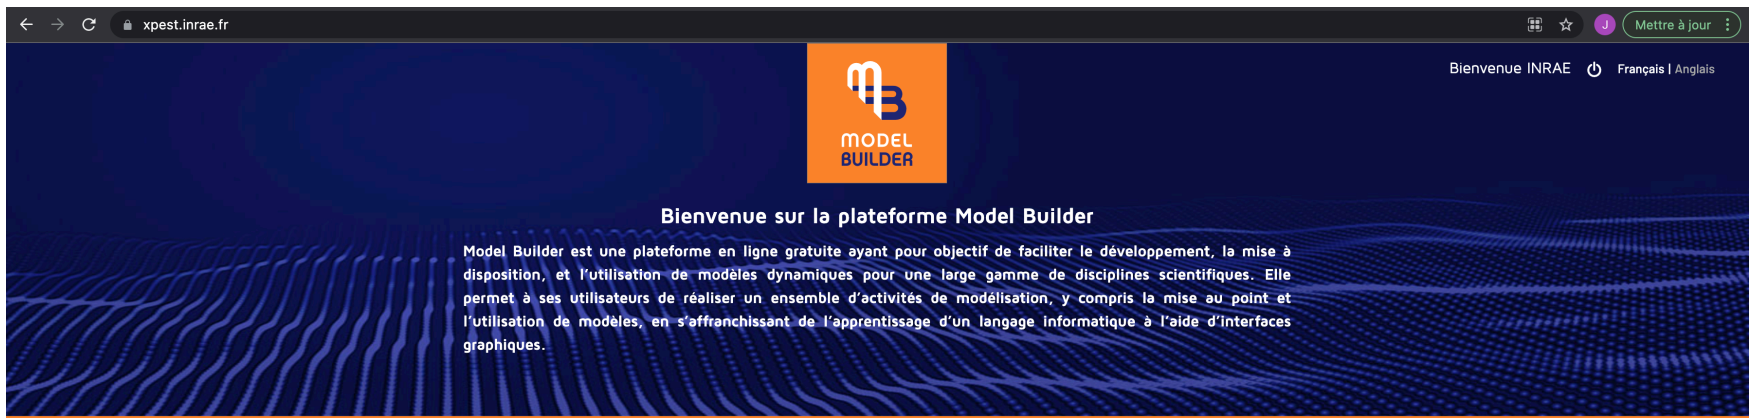 xpest.inrae.fr
J
Mettre à jour
Bienvenue INRAE
Français | Anglais
MB
MODEL
BUILDER
Bienvenue sur la plateforme Model Builder
Model Builder est une plateforme en ligne gratuite ayant pour objectif de faciliter le développement, la mise à
disposition, et l'utilisation de modèles dynamiques pour une large gamme de disciplines scientifiques. Elle
permet à ses utilisateurs de réaliser un ensemble d'activités de modélisation, y compris la mise au point et
l'utilisation de modèles, en s'affranchissant de l'apprentissage d'un langage informatique à l'aide d'interfaces
graphiques.